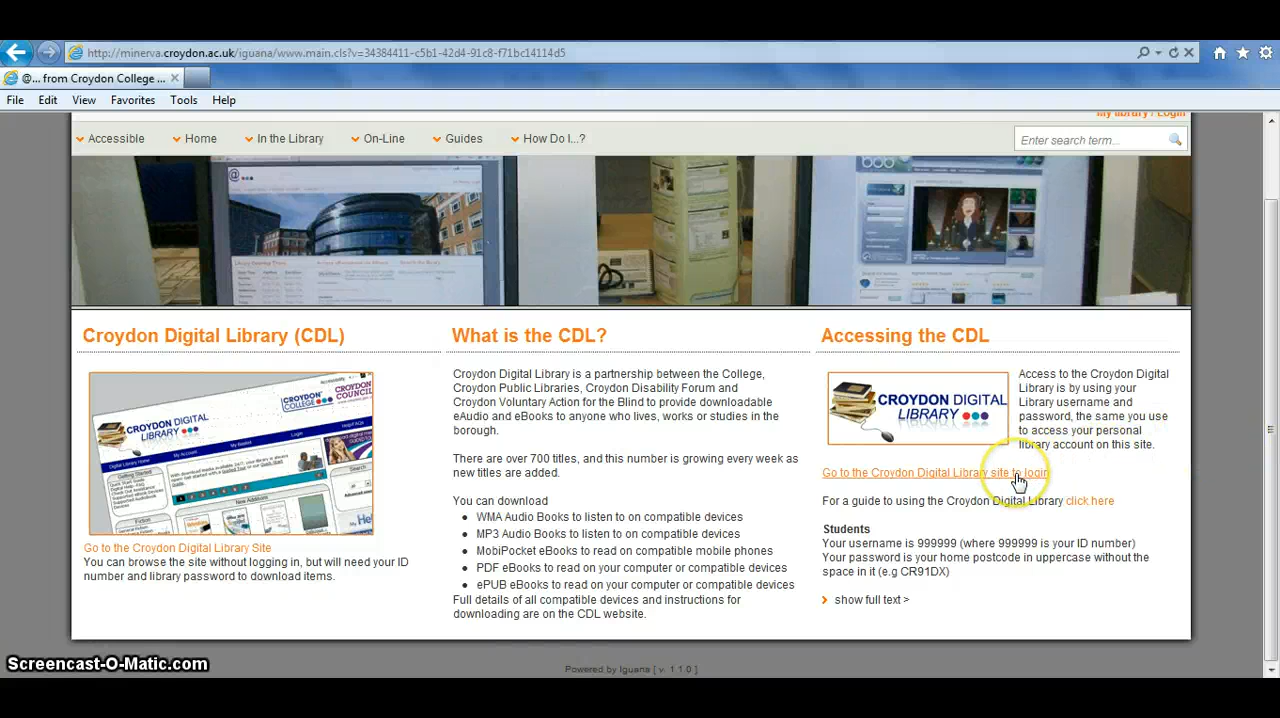 http://minerva.croydon.ac.uk/iguana/www.main.cls?v=34384411-c5b1-42d4-91c8-f71bc14114d5
@... from Croydon College ...
File Edit View Favorites Tools Help
My library / Login
Accessible Home In the Library On-Line Guides How Do I...?
Enter search term...
Croydon Digital Library (CDL)
CROYDON DIGITAL LIBRARY
CROYDON COLLEGE
CROYDON COUNCIL
Go to the Croydon Digital Library Site
You can browse the site without logging in, but will need your ID
number and library password to download items.
What is the CDL?
Croydon Digital Library is a partnership between the College,
Croydon Public Libraries, Croydon Disability Forum and
Croydon Voluntary Action for the Blind to provide downloadable
eAudio and eBooks to anyone who lives, works or studies in the
borough.
There are over 700 titles, and this number is growing every week as
new titles are added.
You can download
WMA Audio Books to listen to on compatible devices
MP3 Audio Books to listen to on compatible devices
MobiPocket eBooks to read on compatible mobile phones
PDF eBooks to read on your computer or compatible devices
ePUB eBooks to read on your computer or compatible devices
Full details of all compatible devices and instructions for
downloading are on the CDL website.
Accessing the CDL
CROYDON DIGITAL
LIBRARY
Access to the Croydon Digital
Library is by using your
Library username and
password, the same you use
to access your personal
library account on this site.
Go to the Croydon Digital Library site to login
For a guide to using the Croydon Digital Library click here
Students
Your username is 999999 (where 999999 is your ID number)
Your password is your home postcode in uppercase without the
space in it (e.g CR91DX)
show full text >
Powered by Iguana [ v. 1 1.0 ]
Screencast-O-Matic.com